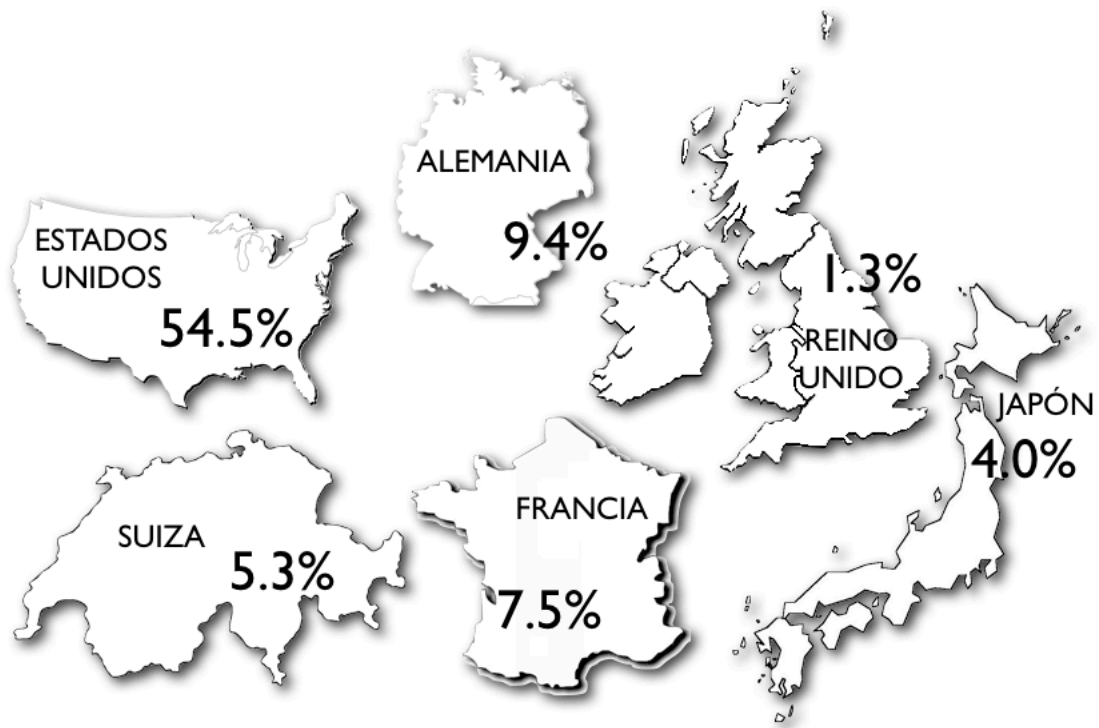 ALEMANIA
9.4%
ESTADOS
UNIDOS
54.5%
1.3%
REINO
UNIDO
JAPÓN
4.0%
SUIZA
5.3%
FRANCIA
7.5%